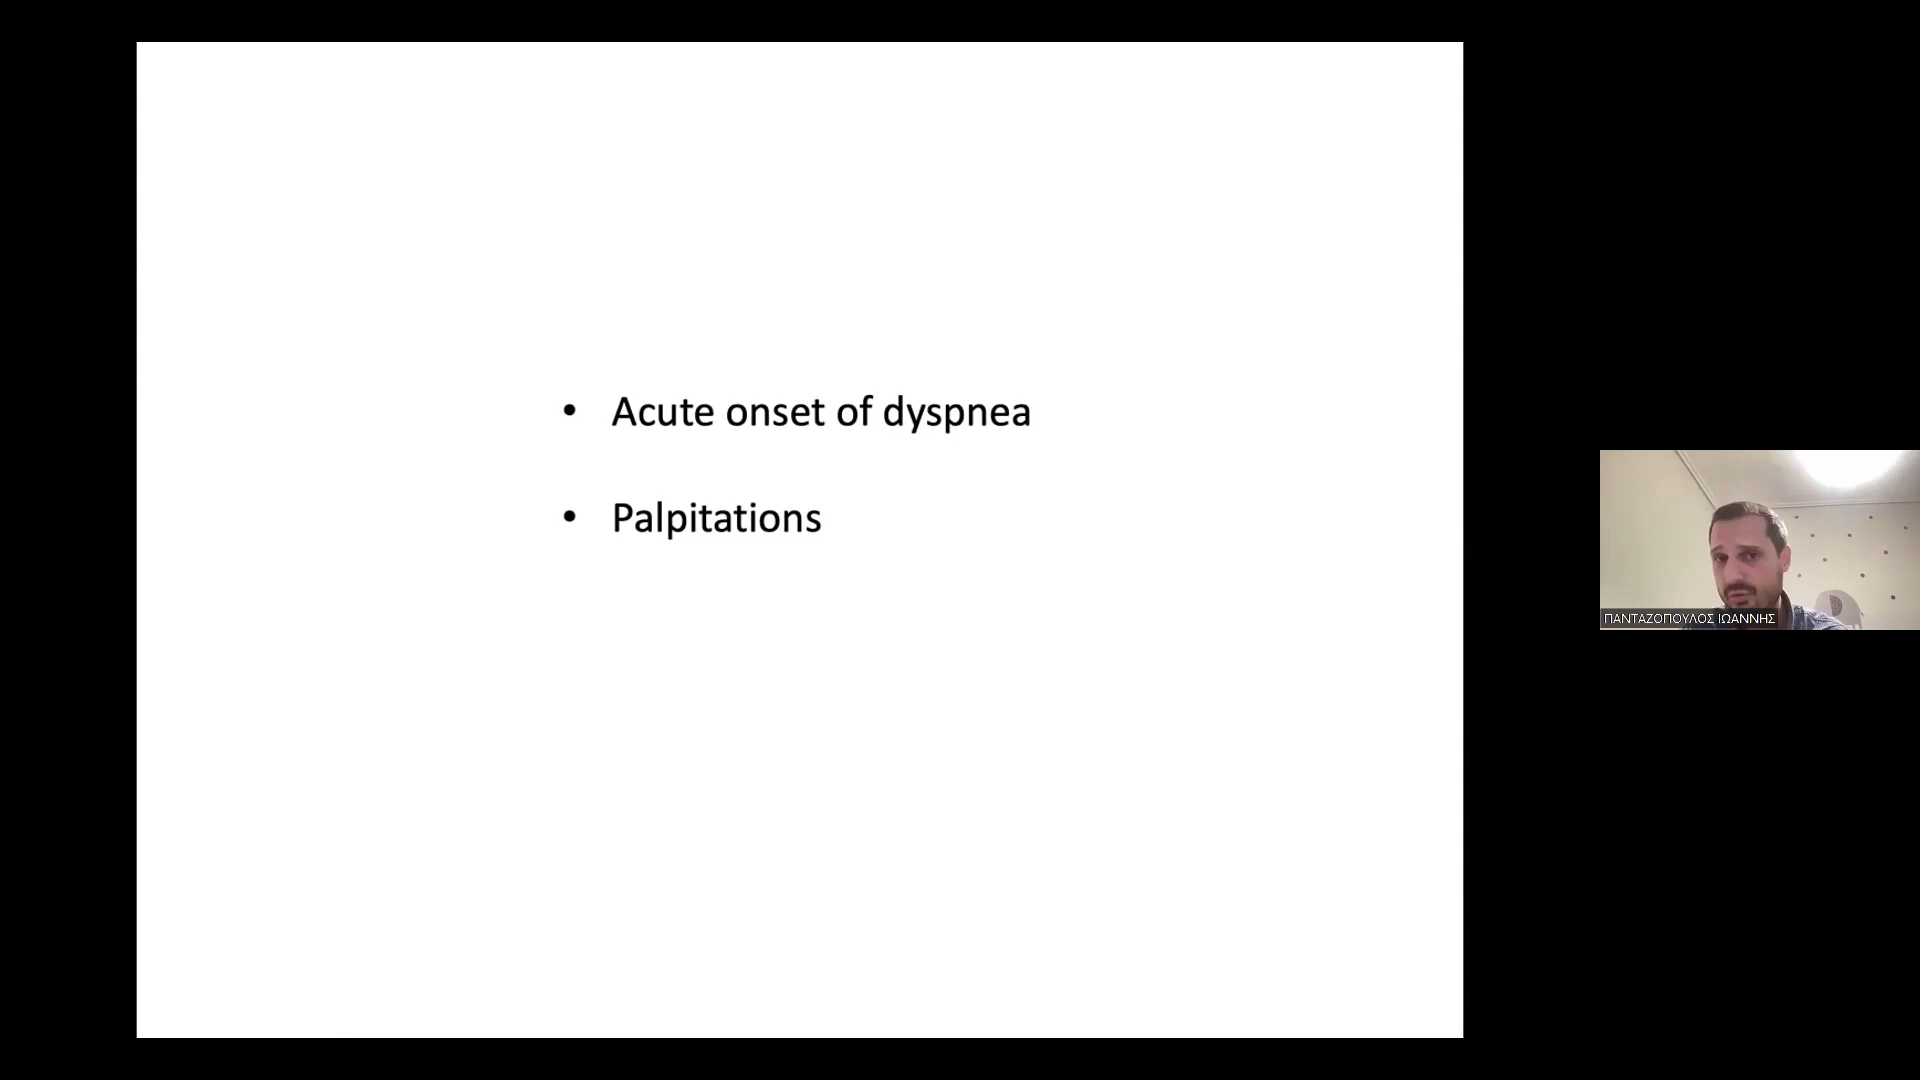 • Acute onset of dyspnea
• Palpitations
ΠΑΝΤΑΖΟΠΟΥΛΟΣ ΙΩΑΝΝΗΣ